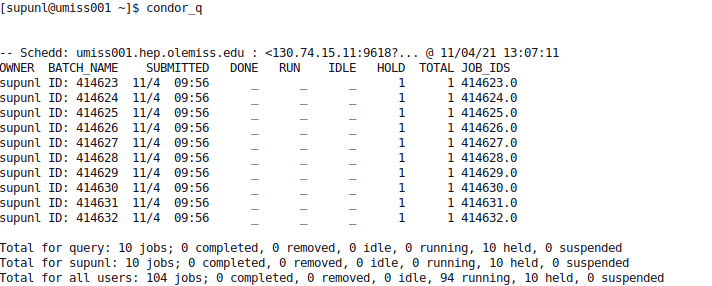 [supunl@umiss001 ~]$ condor_q
-- Schedd: umiss001.hep.olemiss.edu : <130.74.15.11:9618?... @ 11/04/21 13:07:11
OWNER  BATCH_NAME    SUBMITTED   DONE   RUN    IDLE   HOLD  TOTAL JOB_IDS
supunl ID: 414623  11/4  09:56      _      _      _      1      1 414623.0
supunl ID: 414624  11/4  09:56      _      _      _      1      1 414624.0
supunl ID: 414625  11/4  09:56      _      _      _      1      1 414625.0
supunl ID: 414626  11/4  09:56      _      _      _      1      1 414626.0
supunl ID: 414627  11/4  09:56      _      _      _      1      1 414627.0
supunl ID: 414628  11/4  09:56      _      _      _      1      1 414628.0
supunl ID: 414629  11/4  09:56      _      _      _      1      1 414629.0
supunl ID: 414630  11/4  09:56      _      _      _      1      1 414630.0
supunl ID: 414631  11/4  09:56      _      _      _      1      1 414631.0
supunl ID: 414632  11/4  09:56      _      _      _      1      1 414632.0
Total for query: 10 jobs; 0 completed, 0 removed, 0 idle, 0 running, 10 held, 0 suspended
Total for supunl: 10 jobs; 0 completed, 0 removed, 0 idle, 0 running, 10 held, 0 suspended
Total for all users: 104 jobs; 0 completed, 0 removed, 0 idle, 94 running, 10 held, 0 suspended